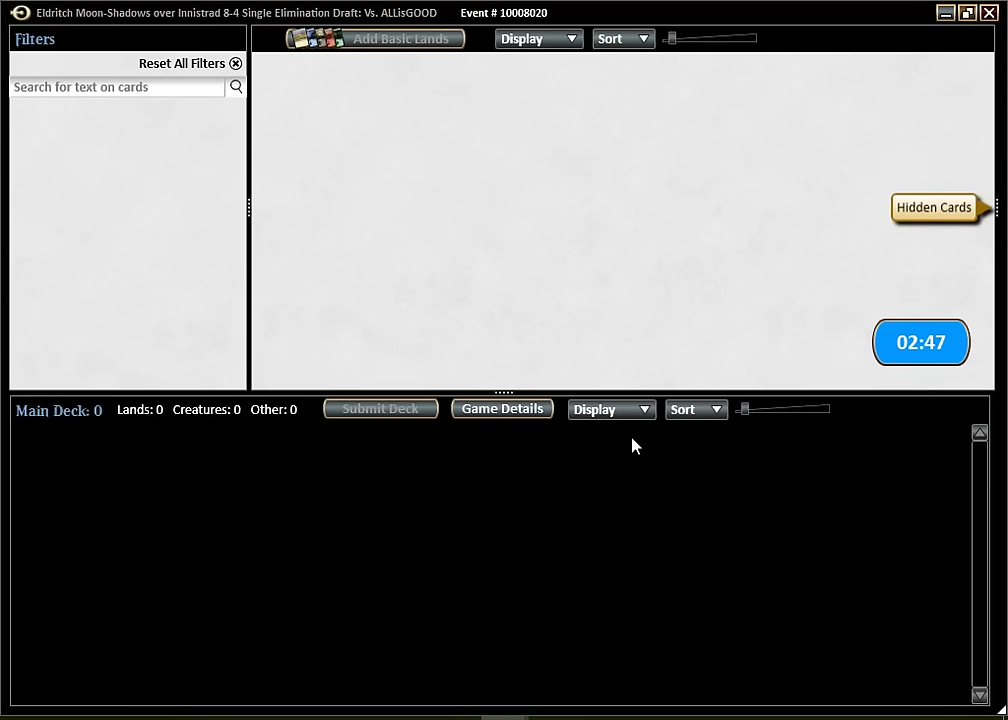 Eldritch Moon-Shadows over Innistrad 8-4 Single Elimination Draft: Vs. ALLisGOOD Event # 10008020
Filters
Add Basic Lands Display Sort
Reset All Filters
Search for text on cards
Hidden Cards
02:47
Main Deck: 0 Lands: 0 Creatures: 0 Other: 0 Submit Deck Game Details Display Sort